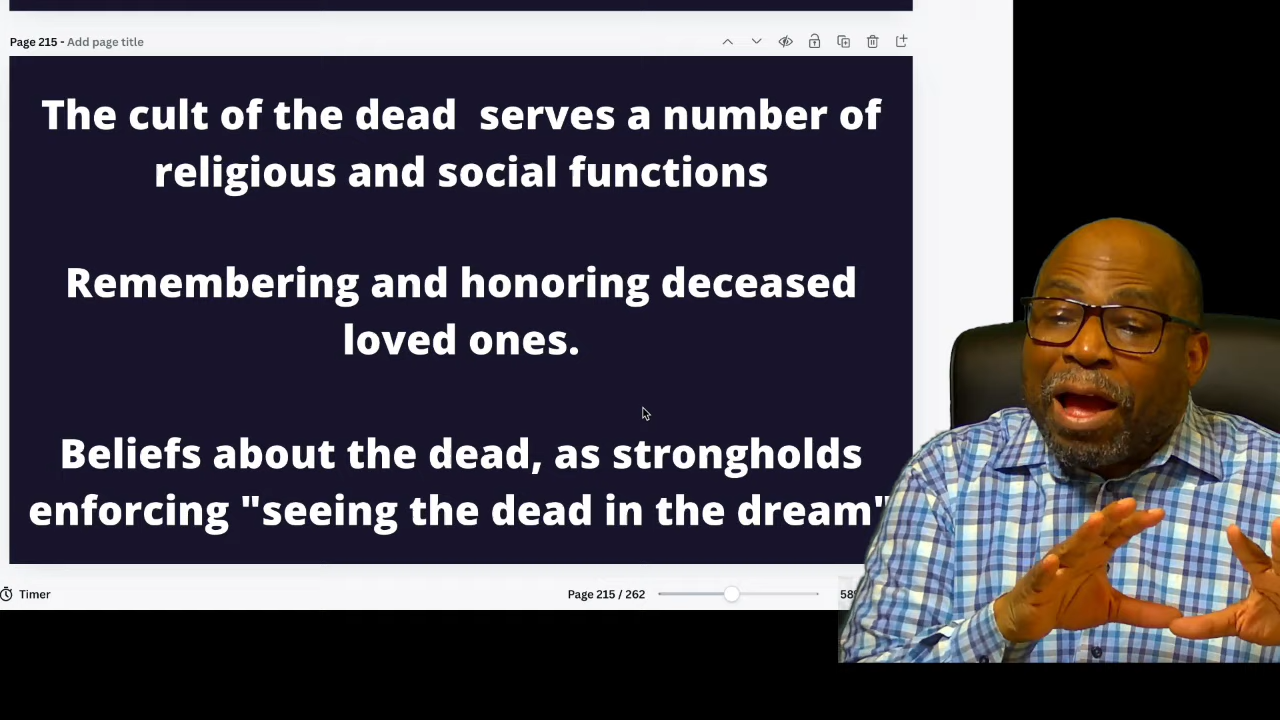 Page 215 - Add page title
The cult of the dead  serves a number of
religious and social functions
Remembering and honoring deceased
loved ones.
Beliefs about the dead, as strongholds
enforcing "seeing the dead in the dream"
Timer
Page 215 / 262